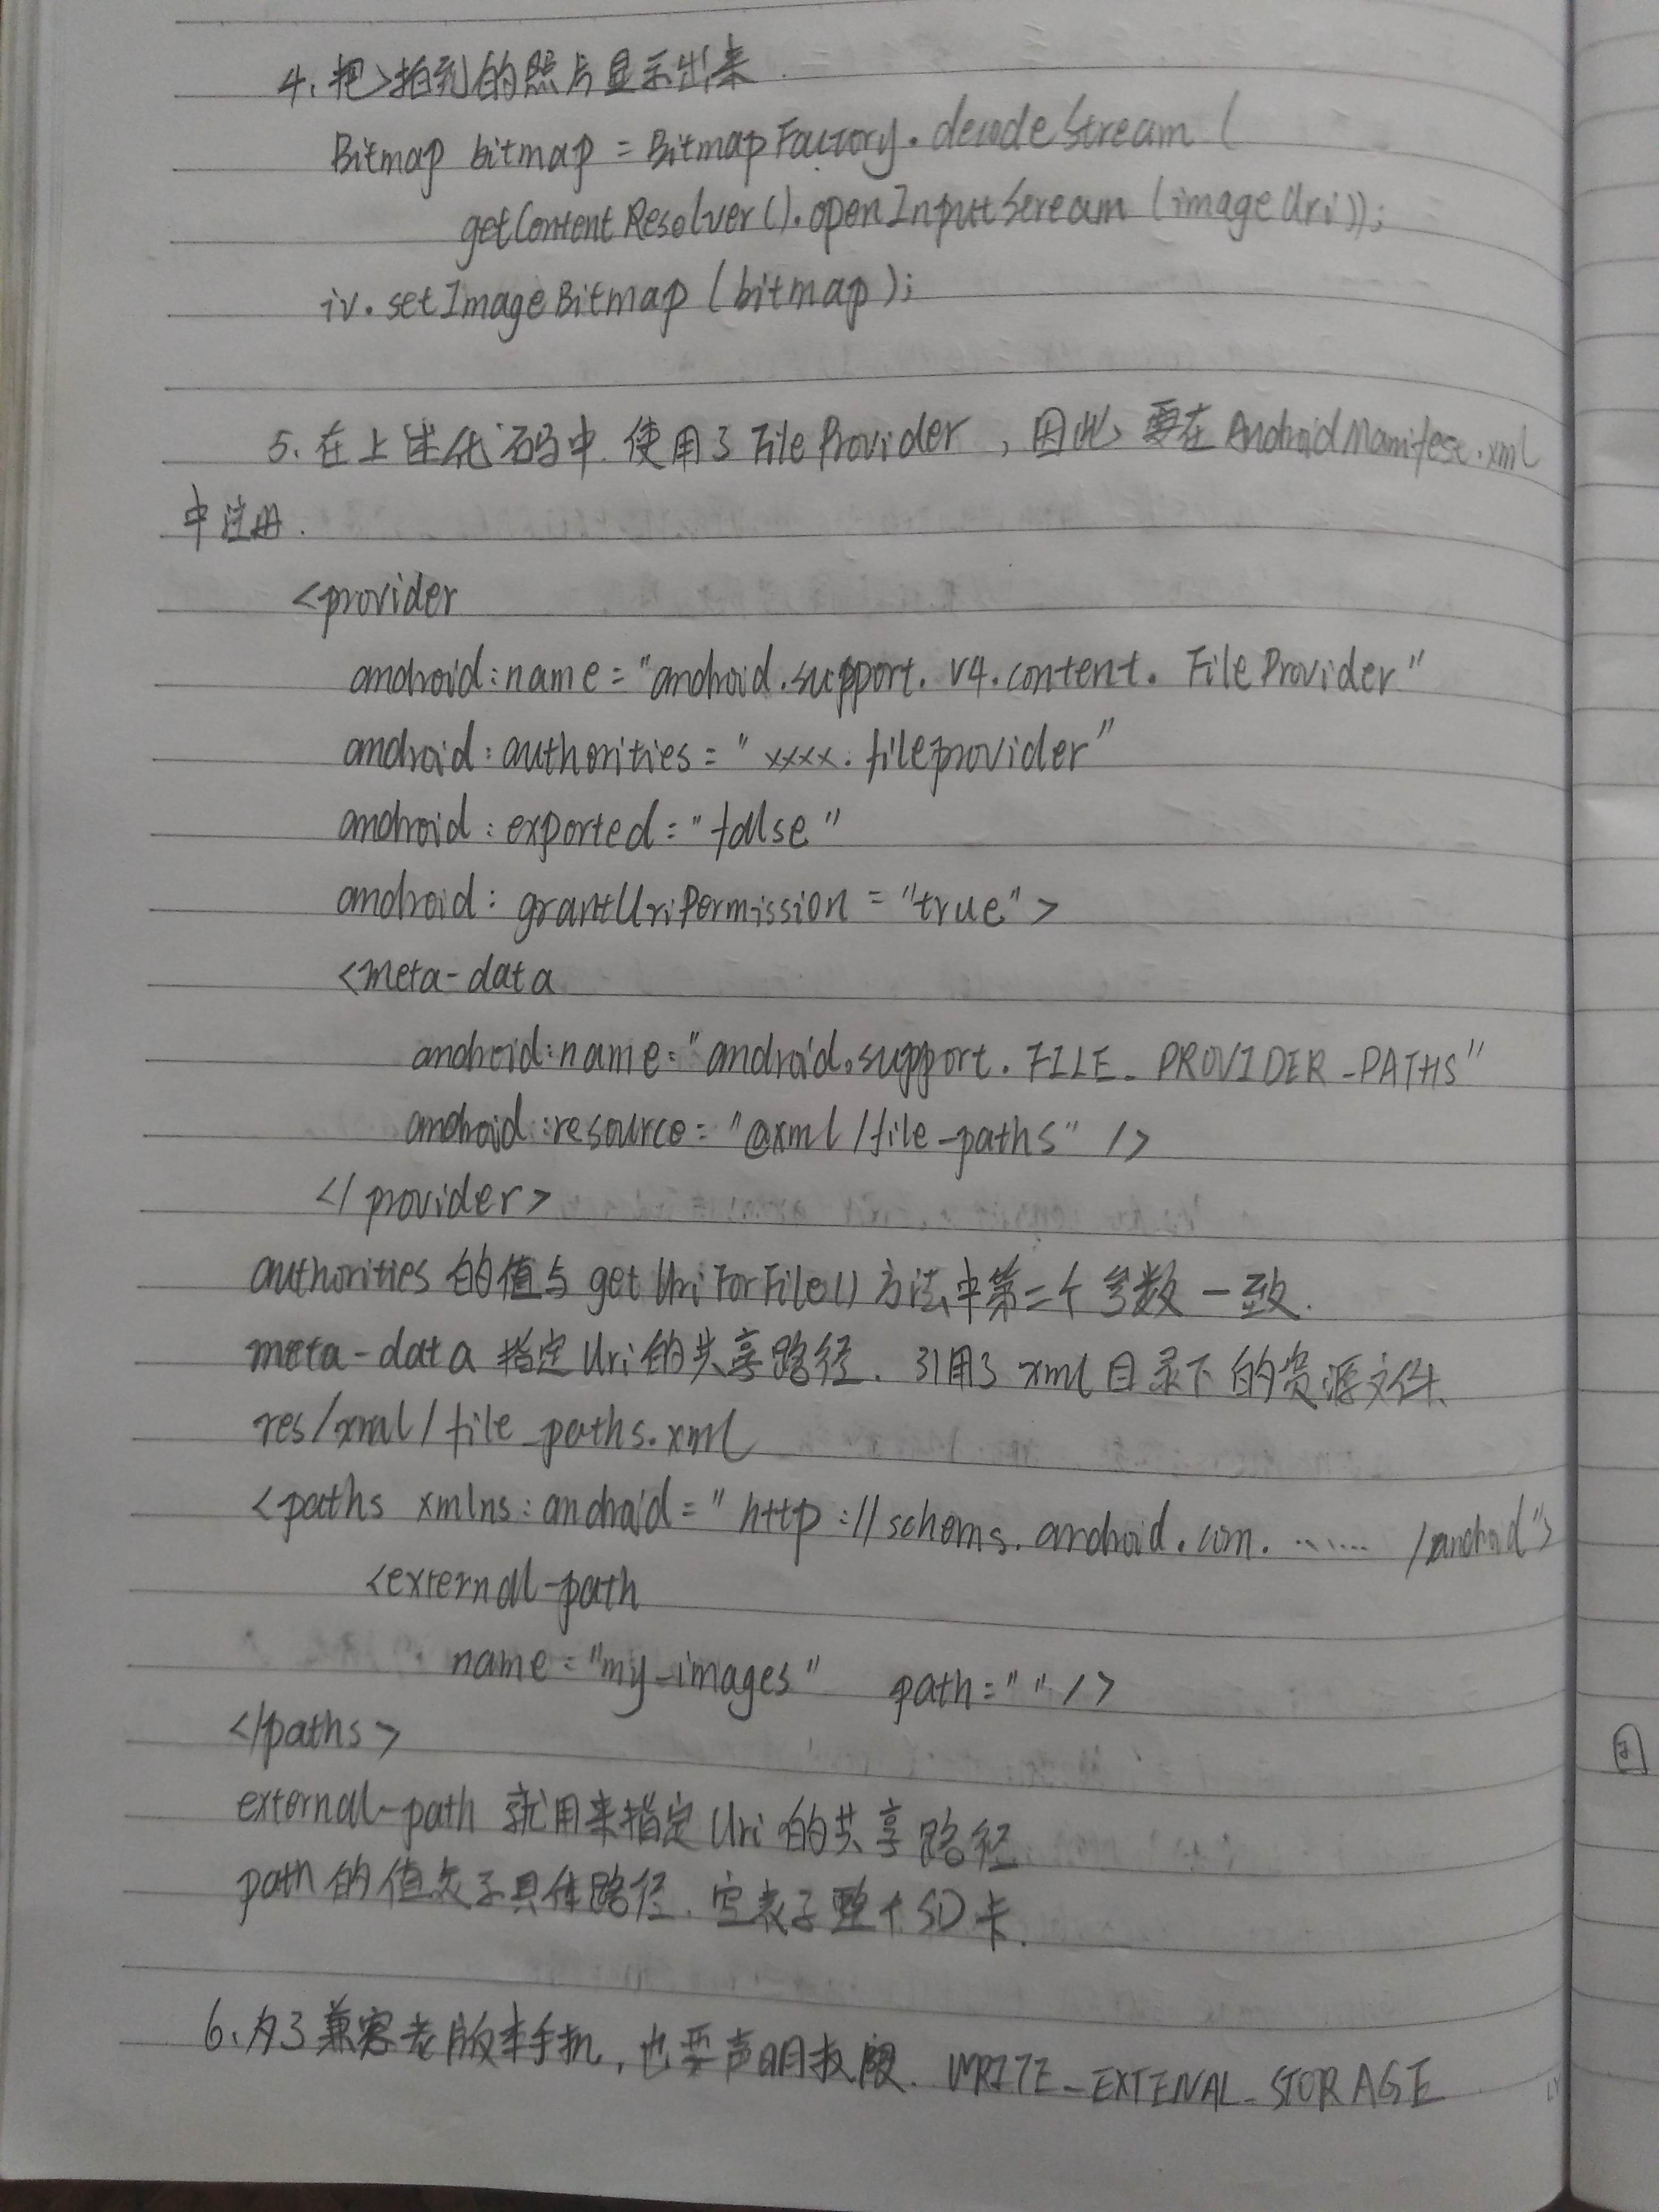 4、把拍到的照片显示出来
Bitmap bitmap = BitmapFactory.decodeStream(
getContentResolver().openInputStream(imageUri));
iv.setImageBitmap(bitmap);
5、在上述代码中使用了FileProvider，因此要在AndroidManifest.xml
中注册.
<provider
android:name="android.support.v4.content.FileProvider"
android:authorities="xxxx.fileprovider"
android:exported="false"
android:grantUriPermission="true">
<meta-data
android:name="android.support.FILE_PROVIDER_PATHS"
android:resource="@xml/file_paths" />
</provider>
authorities的值与getUriForFile()方法中第二个参数一致.
meta-data指定Uri的共享路径、引用了xml目录下的资源文件、
res/xml/file_paths.xml
<paths xmlns:android="http://schems.android.com. ...... /android">
<external-path
name="my_images" path="" />
</paths>
external-path 就用来指定Uri的共享路径
path的值表示具体路径、空表示整个SD卡.
6、为了兼容老版本手机，也要声明权限. WRITE_EXTENAL_STORAGE